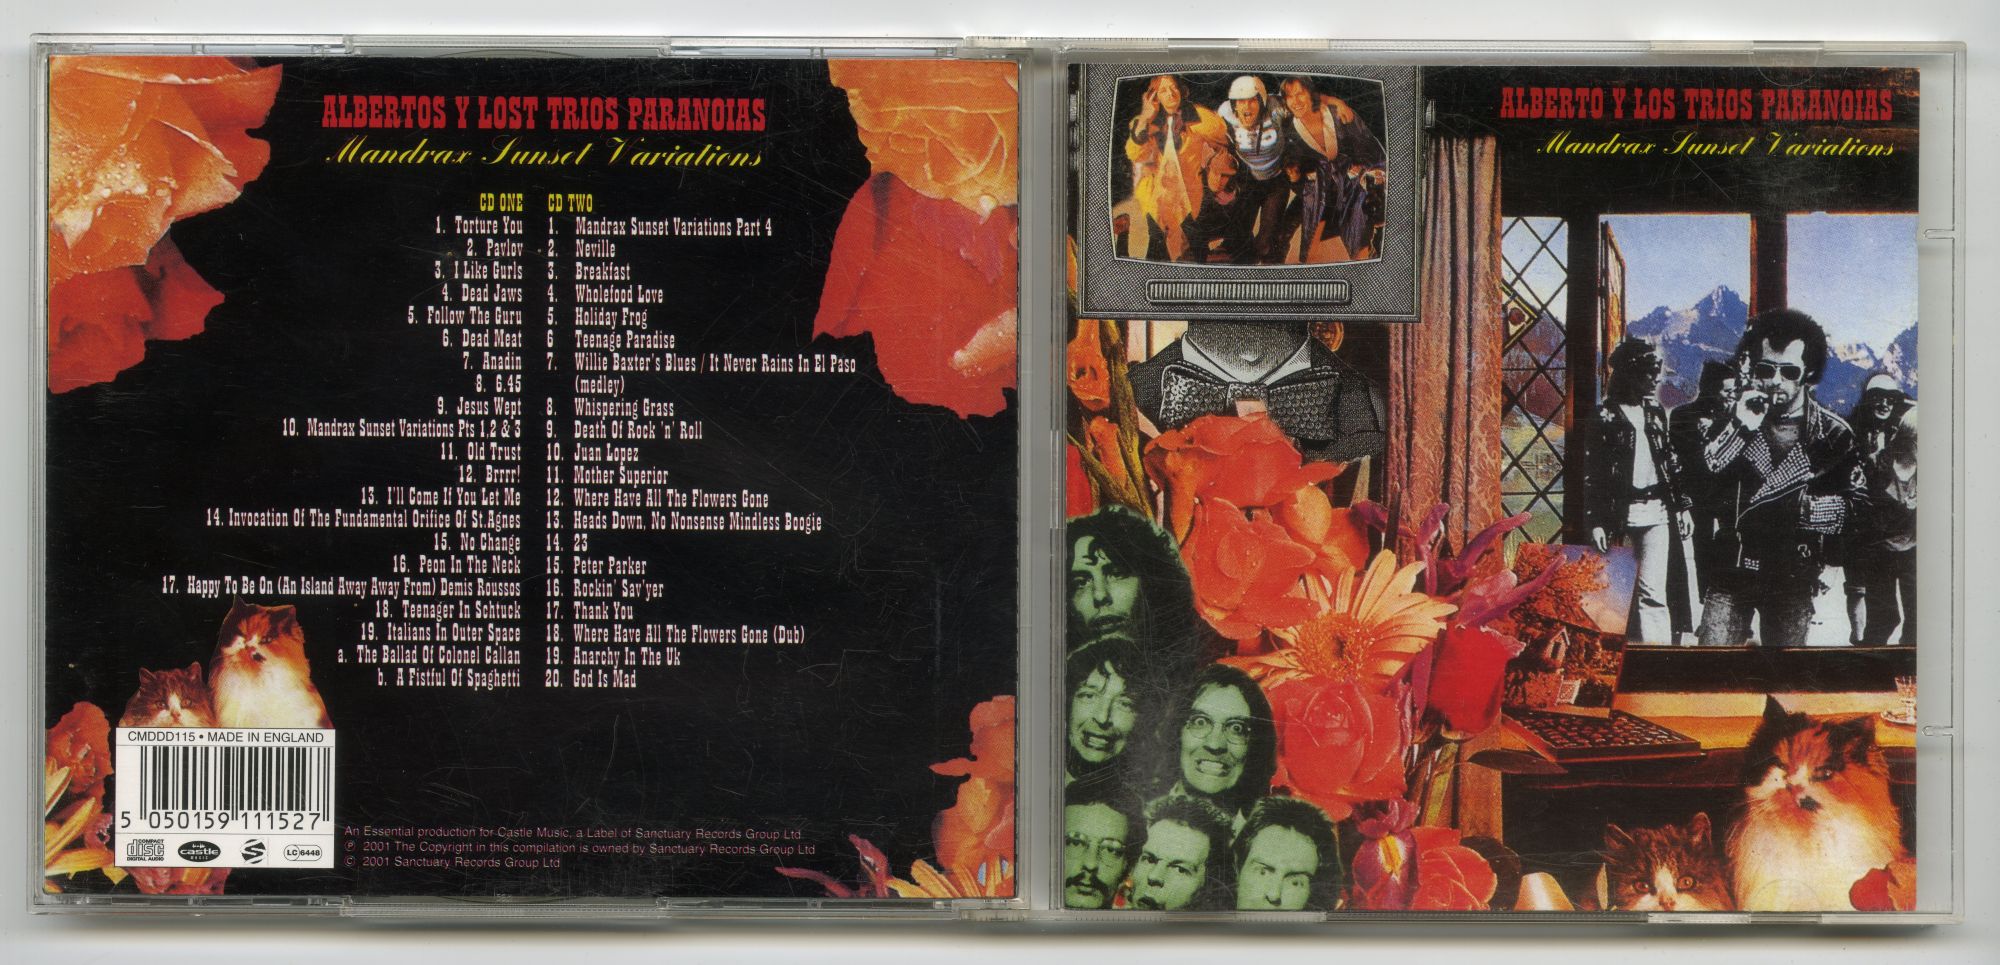 ALBERTOS Y LOST TRIOS PARANOIAS
Mandrax Sunset Variations
CD ONE
1. Torture You
2. Pavlov
3. I Like Gurls
4. Dead Jaws
5. Follow The Guru
6. Dead Meat
7. Anadin
8. 6.45
9. Jesus Wept
10. Mandrax Sunset Variations Pts 1,2 & 3
11. Old Trust
12. Brrrr!
13. I'll Come If You Let Me
14. Invocation Of The Fundamental Orifice Of St.Agnes
15. No Change
16. Peon In The Neck
17. Happy To Be On (An Island Away Away From) Demis Roussos
18. Teenager In Schtuck
19. Italians In Outer Space
a. The Ballad Of Colonel Callan
b. A Fistful Of Spaghetti
CD TWO
1. Mandrax Sunset Variations Part 4
2. Neville
3. Breakfast
4. Wholefood Love
5. Holiday Frog
6 Teenage Paradise
7. Willie Baxter's Blues / It Never Rains In El Paso
(medley)
8. Whispering Grass
9. Death Of Rock 'n' Roll
10. Juan Lopez
11. Mother Superior
12. Where Have All The Flowers Gone
13. Heads Down, No Nonsense Mindless Boogie
14. 23
15. Peter Parker
16. Rockin' Sav'yer
17. Thank You
18. Where Have All The Flowers Gone (Dub)
19. Anarchy In The Uk
20. God Is Mad
CMDDD115 • MADE IN ENGLAND
5 050159 111527
COMPACT
disc
DIGITAL AUDIO
castle
MUSIC
LC 6448
An Essential production for Castle Music, a Label of Sanctuary Records Group Ltd.
℗ 2001 The Copyright in this compilation is owned by Sanctuary Records Group Ltd
© 2001 Sanctuary Records Group Ltd
ALBERTO Y LOS TRIOS PARANOIAS
Mandrax Sunset Variations